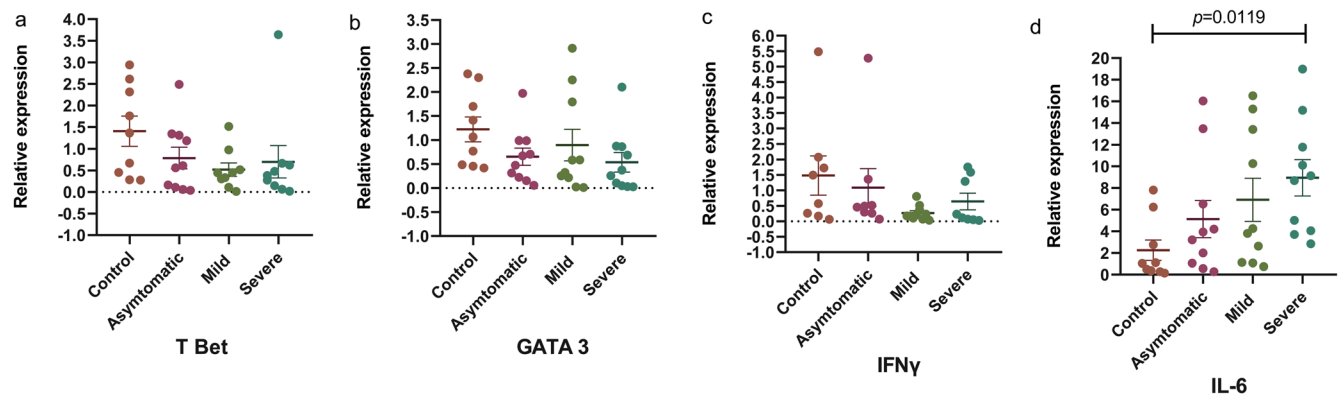 a
Relative expression
4.0
3.5
3.0
2.5
2.0
1.5
1.0
0.5
0.0
-0.5
-1.0
Control
Asymtomatic
Mild
Severe
T Bet
b
Relative expression
3.5
3.0
2.5
2.0
1.5
1.0
0.5
0.0
-0.5
-1.0
Control
Asymtomatic
Mild
Severe
GATA 3
c
Relative expression
6.0
5.5
5.0
4.5
4.0
3.5
3.0
2.5
2.0
1.5
1.0
0.5
0.0
-0.5
-1.0
Control
Asymtomatic
Mild
Severe
IFNγ
d
p=0.0119
Relative expression
20
18
16
14
12
10
8
6
4
2
0
Control
Asymtomatic
Mild
Severe
IL-6